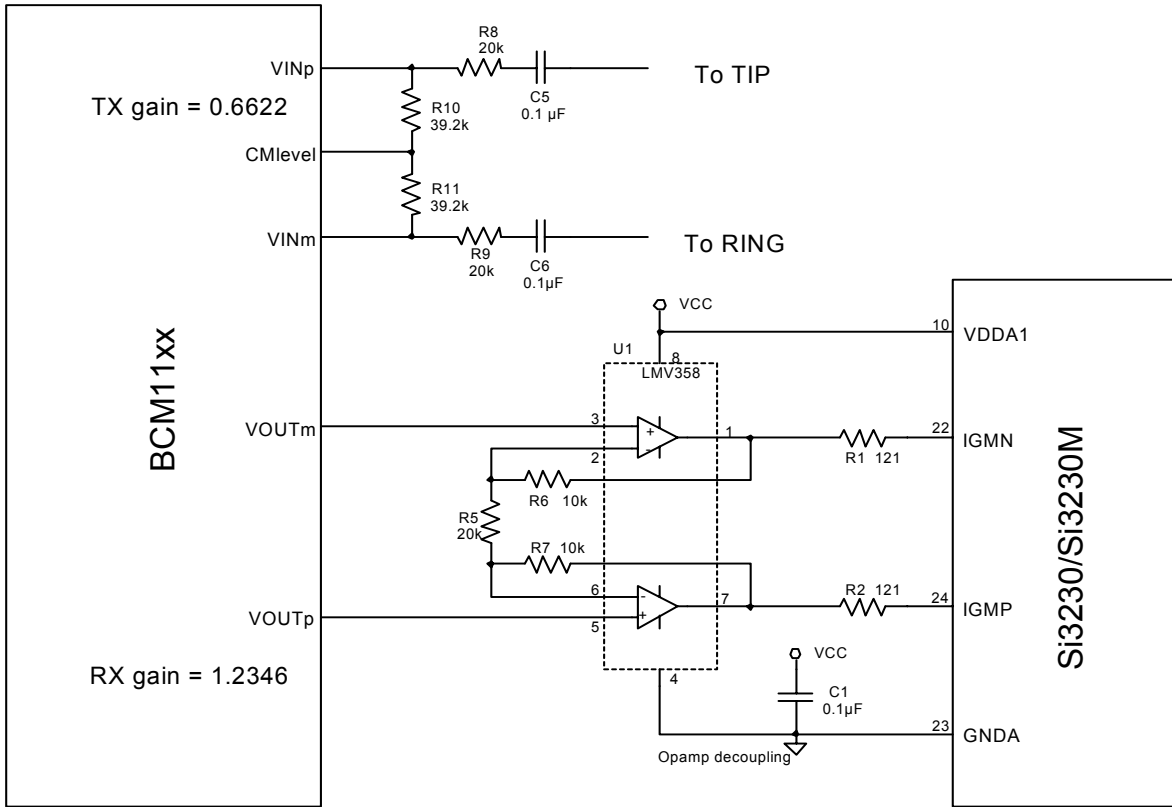 R8
20k
VINp
To TIP
C5
0.1 µF
TX gain = 0.6622
R10
39.2k
CMlevel
R11
39.2k
VINm
To RING
R9
20k
C6
0.1µF
VCC
10
VDDA1
U1
8
LMV358
BCM11xx
VOUTm
3
+
1
22
IGMN
2
-
R1 121
R6 10k
R5
20k
R7 10k
Si3230/Si3230M
6
-
7
R2 121
24
IGMP
VOUTp
5
+
RX gain = 1.2346
VCC
4
C1
0.1µF
23
GNDA
Opamp decoupling